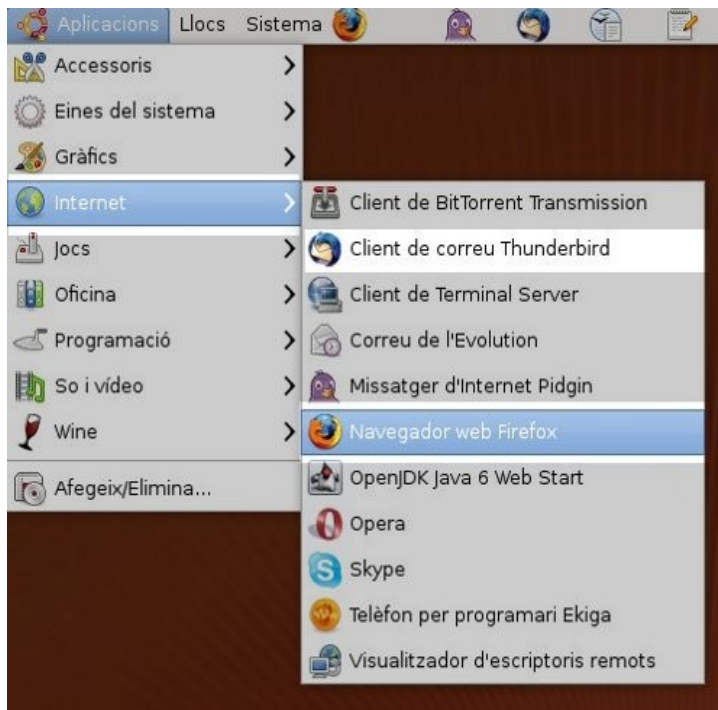 Aplicacions Llocs Sistema
Accessoris
Eines del sistema
Gràfics
Internet
Jocs
Oficina
Programació
So i vídeo
Wine
Afegeix/Elimina...
Client de BitTorrent Transmission
Client de correu Thunderbird
Client de Terminal Server
Correu de l'Evolution
Missatger d'Internet Pidgin
Navegador web Firefox
OpenJDK Java 6 Web Start
Opera
Skype
Telèfon per programari Ekiga
Visualitzador d'escriptoris remots